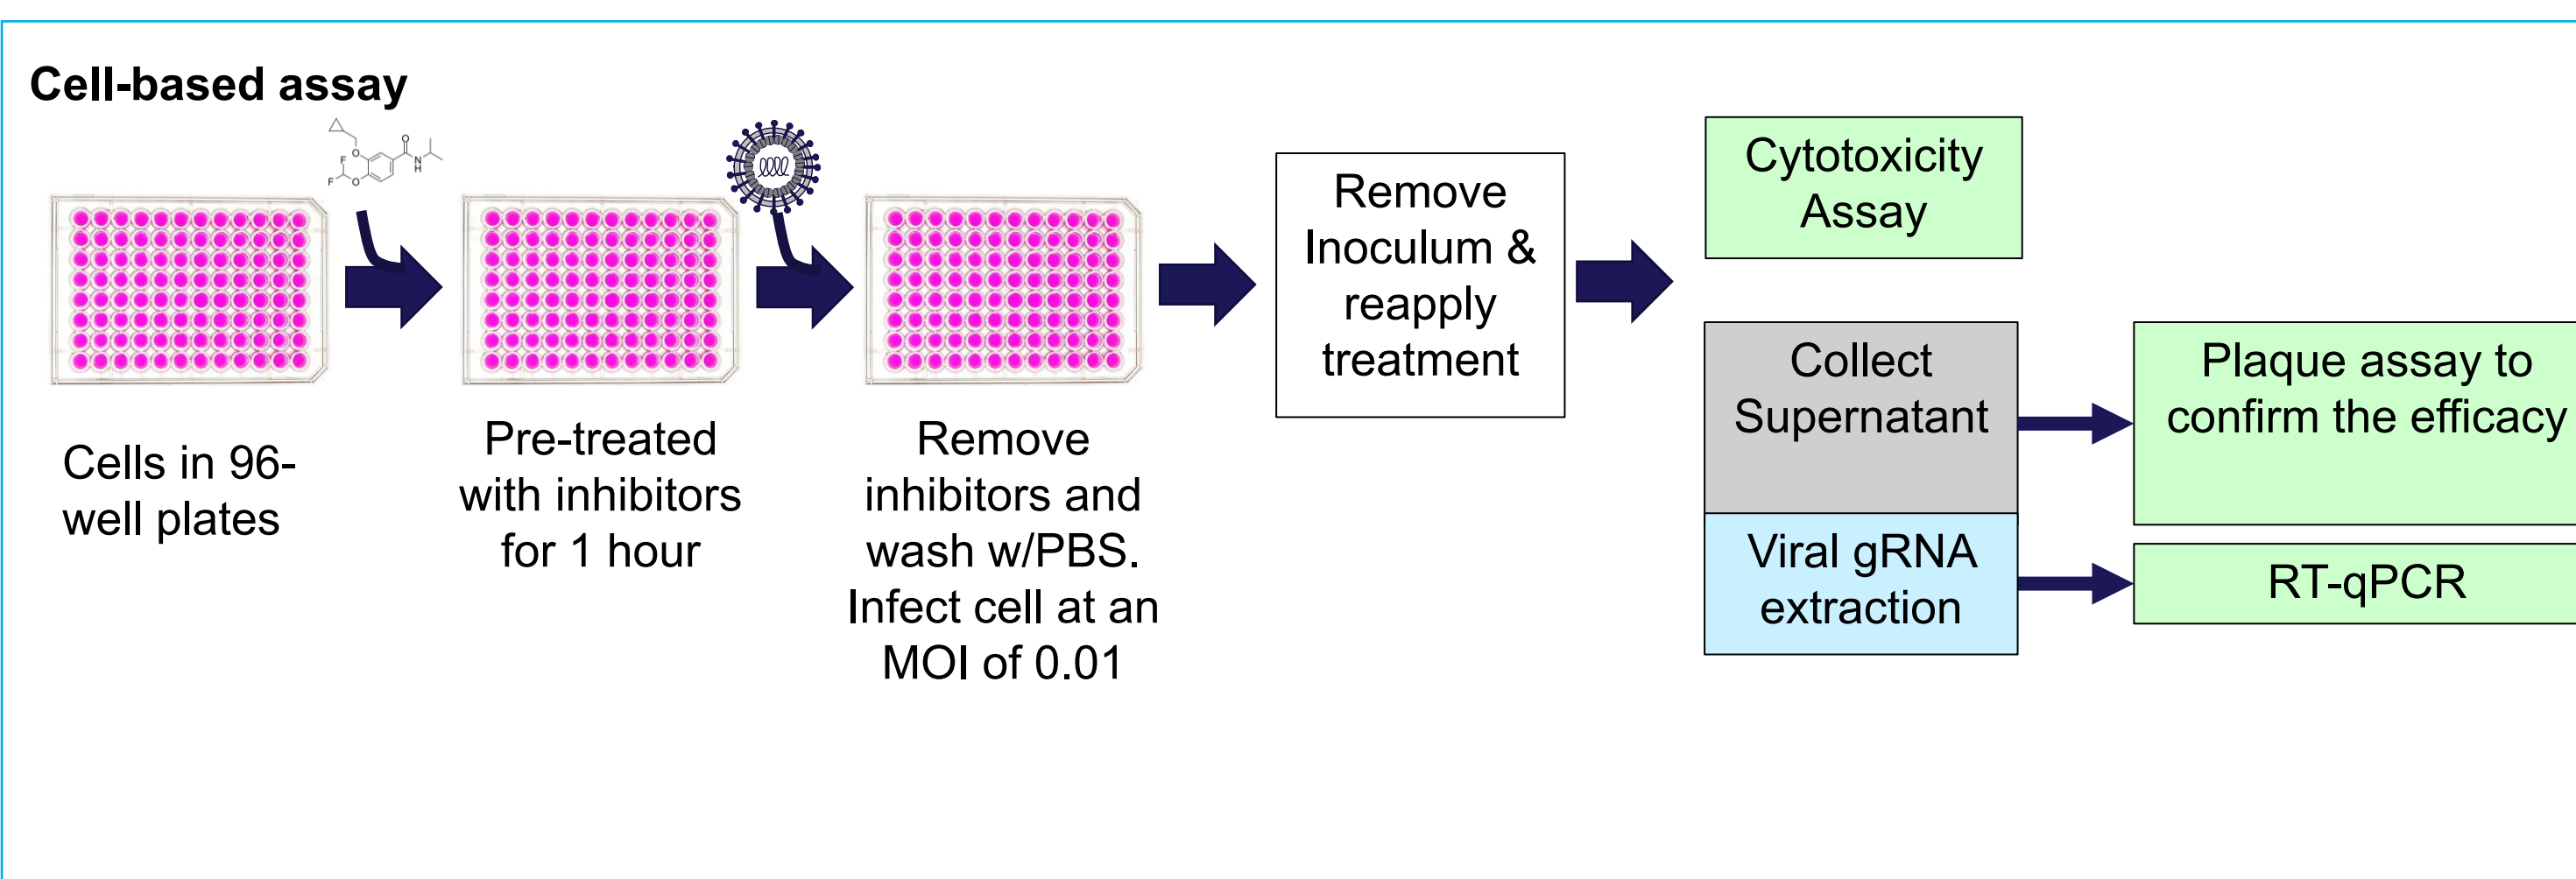 Cell-based assay
O
O
N
H
F
F
O
Cells in 96-
well plates
Pre-treated
with inhibitors
for 1 hour
Remove
inhibitors and
wash w/PBS.
Infect cell at an
MOI of 0.01
Remove
Inoculum &
reapply
treatment
Cytotoxicity
Assay
Collect
Supernatant
Viral gRNA
extraction
Plaque assay to
confirm the efficacy
RT-qPCR